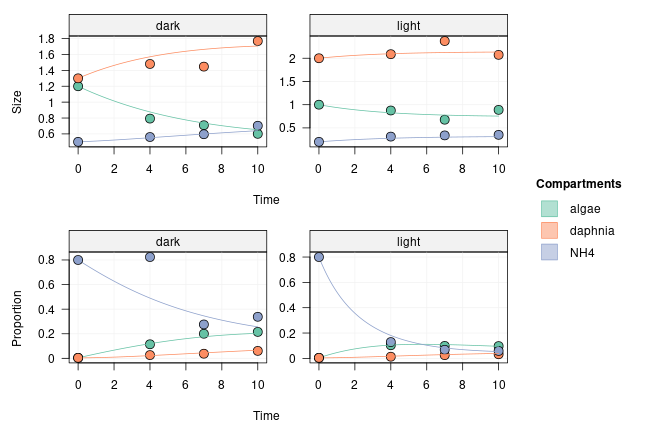 dark
light
1.8
1.6
1.4
1.2
1
0.8
0.6
2
1.5
1
0.5
Size
0 2 4 6 8 10
0 2 4 6 8 10
Time
Compartments
algae
daphnia
NH4
dark
light
0.8
0.6
0.4
0.2
0
0.8
0.6
0.4
0.2
0
Proportion
0 2 4 6 8 10
0 2 4 6 8 10
Time